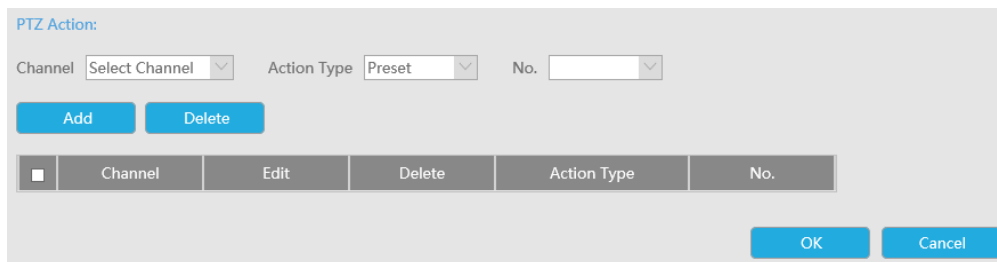 PTZ Action:
Channel Select Channel Action Type Preset No.
Add Delete
Channel Edit Delete Action Type No.
OK Cancel